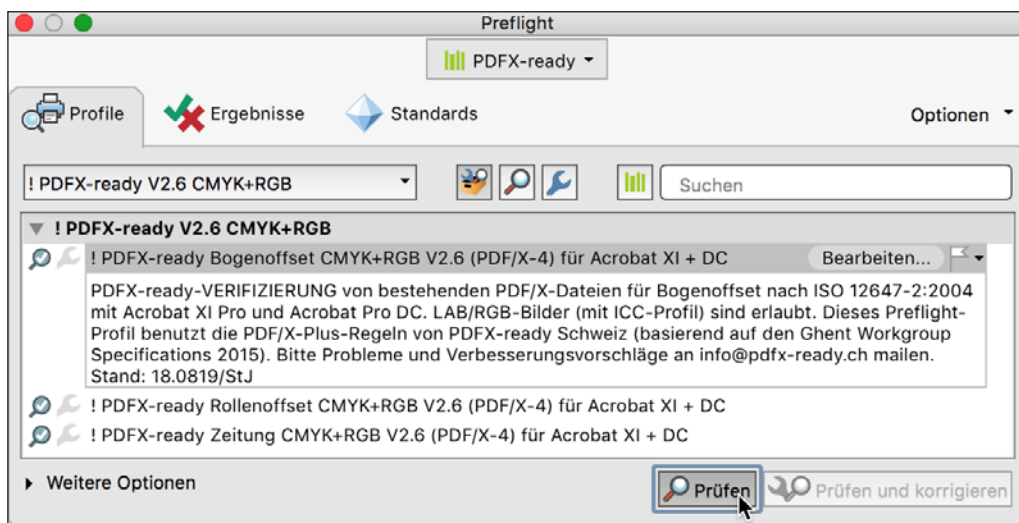 Preflight
PDFX-ready
Profile Ergebnisse Standards Optionen
! PDFX-ready V2.6 CMYK+RGB Suchen
! PDFX-ready V2.6 CMYK+RGB
! PDFX-ready Bogenoffset CMYK+RGB V2.6 (PDF/X-4) für Acrobat XI + DC Bearbeiten...
PDFX-ready-VERIFIZIERUNG von bestehenden PDF/X-Dateien für Bogenoffset nach ISO 12647-2:2004
mit Acrobat XI Pro und Acrobat Pro DC. LAB/RGB-Bilder (mit ICC-Profil) sind erlaubt. Dieses Preflight-
Profil benutzt die PDF/X-Plus-Regeln von PDFX-ready Schweiz (basierend auf den Ghent Workgroup
Specifications 2015). Bitte Probleme und Verbesserungsvorschläge an info@pdfx-ready.ch mailen.
Stand: 18.0819/StJ
! PDFX-ready Rollenoffset CMYK+RGB V2.6 (PDF/X-4) für Acrobat XI + DC
! PDFX-ready Zeitung CMYK+RGB V2.6 (PDF/X-4) für Acrobat XI + DC
Weitere Optionen Prüfen Prüfen und korrigieren